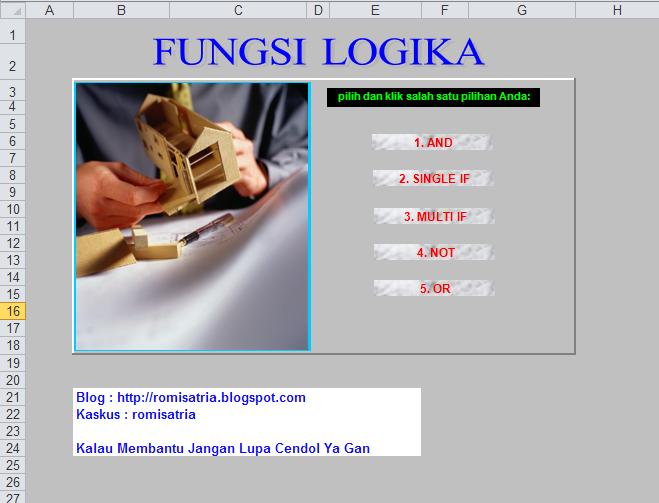 A B C D E F G H
1
2
3
4
5
6
7
8
9
10
11
12
13
14
15
16
17
18
19
20
21
22
23
24
25
26
27
FUNGSI LOGIKA
pilih dan klik salah satu pilihan Anda:
1. AND
2. SINGLE IF
3. MULTI IF
4. NOT
5. OR
Blog : http://romisatria.blogspot.com
Kaskus : romisatria
Kalau Membantu Jangan Lupa Cendol Ya Gan